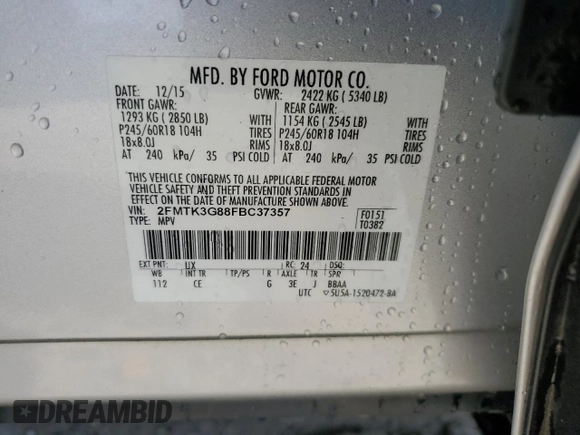 MFD. BY FORD MOTOR CO.
DATE: 12/15 GVWR: 2422 KG ( 5340 LB)
FRONT GAWR: REAR GAWR:
1293 KG ( 2850 LB) WITH 1154 KG ( 2545 LB) WITH
P245/60R18 104H TIRES P245/60R18 104H TIRES
18x8.0J RIMS 18x8.0J RIMS
AT 240 kPa/ 35 PSI COLD AT 240 kPa/ 35 PSI COLD
THIS VEHICLE CONFORMS TO ALL APPLICABLE FEDERAL MOTOR
VEHICLE SAFETY AND THEFT PREVENTION STANDARDS IN
EFFECT ON THE DATE OF MANUFACTURE SHOWN ABOVE.
VIN: 2FMTK3G88FBC37357 F0151
TYPE: MPV T0382
EXT PNT: UX RC: 24 DSO:
WB INT TR TP/PS R AXLE TR SPR
112 CE G 3E J BBAA
UTC ▽5U5A-1520472-BA
DREAMBID